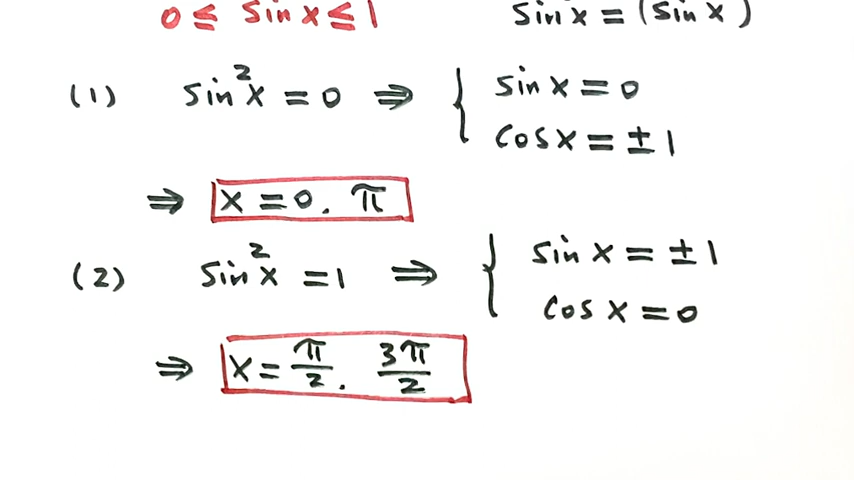 0 ≤ sin x ≤ 1 sin x = (sin x)
(1) sin²x = 0 ⇒ { sin x = 0
cos x = ±1
⇒ x = 0. π
(2) sin²x = 1 ⇒ { sin x = ±1
cos x = 0
⇒ x = π/2. 3π/2